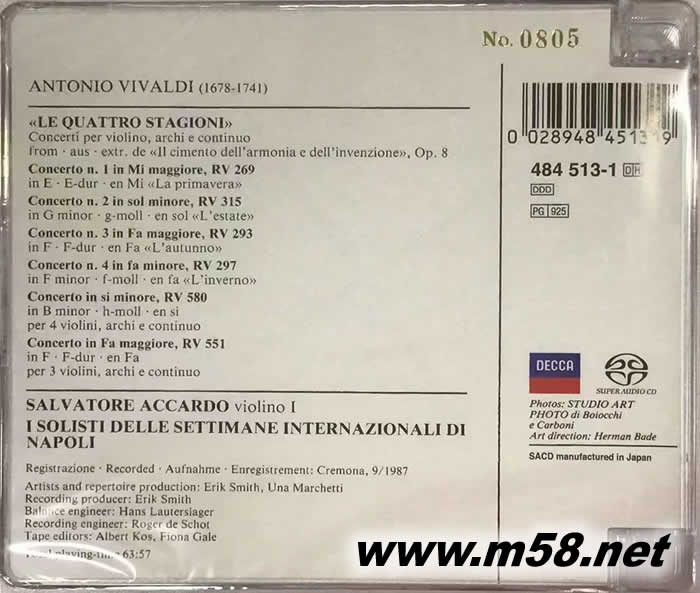 No. 0805
ANTONIO VIVALDI (1678-1741)
«LE QUATTRO STAGIONI»
Concerti per violino, archi e continuo
from · aus · extr. de «Il cimento dell'armonia e dell'invenzione», Op. 8
Concerto n. 1 in Mi maggiore, RV 269
in E · E-dur · en Mi «La primavera»
Concerto n. 2 in sol minore, RV 315
in G minor · g-moll · en sol «L'estate»
Concerto n. 3 in Fa maggiore, RV 293
in F · F-dur · en Fa «L'autunno»
Concerto n. 4 in fa minore, RV 297
in F minor · f-moll · en fa «L'inverno»
Concerto in si minore, RV 580
in B minor · h-moll · en si
per 4 violini, archi e continuo
Concerto in Fa maggiore, RV 551
in F · F-dur · en Fa
per 3 violini, archi e continuo
SALVATORE ACCARDO violino I
I SOLISTI DELLE SETTIMANE INTERNAZIONALI DI
NAPOLI
Registrazione · Recorded · Aufnahme · Enregistrement: Cremona, 9/1987
Artists and repertoire production: Erik Smith, Una Marchetti
Recording producer: Erik Smith
Balance engineer: Hans Lauterslager
Recording engineer: Roger de Schot
Tape editors: Albert Kos, Fiona Gale
Total playing-time 63:57
0 028948 451319
484 513-1 DH
DDD
PG 925
DECCA
SUPER AUDIO CD
Photos: STUDIO ART
PHOTO di Boiocchi
e Carboni
Art direction: Herman Bade
SACD manufactured in Japan
www.m58.net